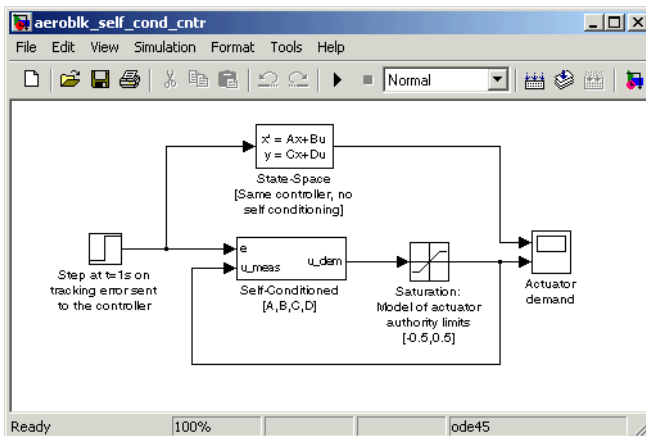 aeroblk_self_cond_cntr
File Edit View Simulation Format Tools Help
Normal
x' = Ax+Bu
y = Cx+Du
State-Space
[Same controller, no
self conditioning]
Step at t=1s on
tracking error sent
to the controller
e
u_meas
u_dem
Self-Conditioned
[A,B,C,D]
Saturation:
Model of actuator
authority limits
[-0.5,0.5]
Actuator
demand
Ready 100% ode45